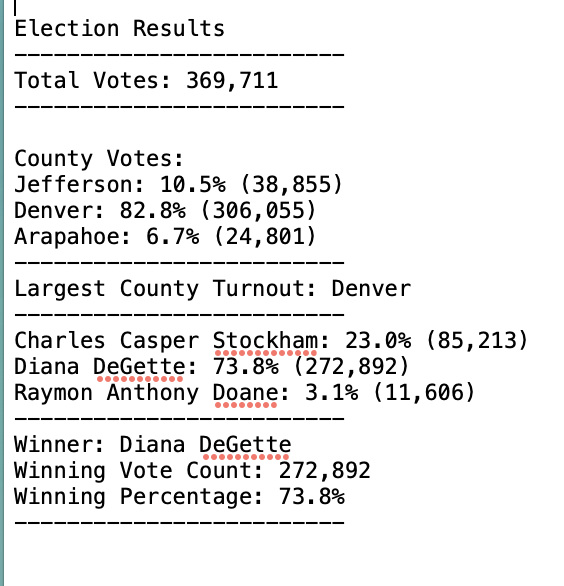 Election Results
-------------------------
Total Votes: 369,711
-------------------------

County Votes:
Jefferson: 10.5% (38,855)
Denver: 82.8% (306,055)
Arapahoe: 6.7% (24,801)
-------------------------
Largest County Turnout: Denver
-------------------------
Charles Casper Stockham: 23.0% (85,213)
Diana DeGette: 73.8% (272,892)
Raymon Anthony Doane: 3.1% (11,606)
-------------------------
Winner: Diana DeGette
Winning Vote Count: 272,892
Winning Percentage: 73.8%
-------------------------